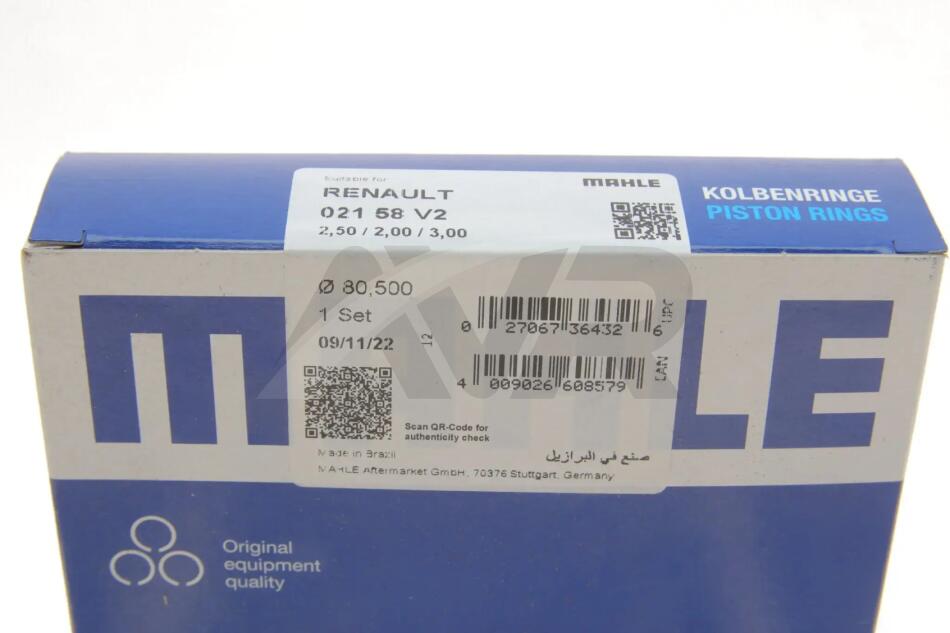 Suitable for
RENAULT
MAHLE
021 58 V2
2,50 / 2,00 / 3,00
KOLBENRINGE
PISTON RINGS
Ø 80,500
1 Set
09/11/22
12
0 27067 36432 6
UPC
4 009026 608579
EAN
MAHLE
AVR
Scan QR-Code for
authenticity check
Made in Brazil
صنع في البرازيل
MAHLE Aftermarket GmbH, 70376 Stuttgart, Germany
Original
equipment
quality